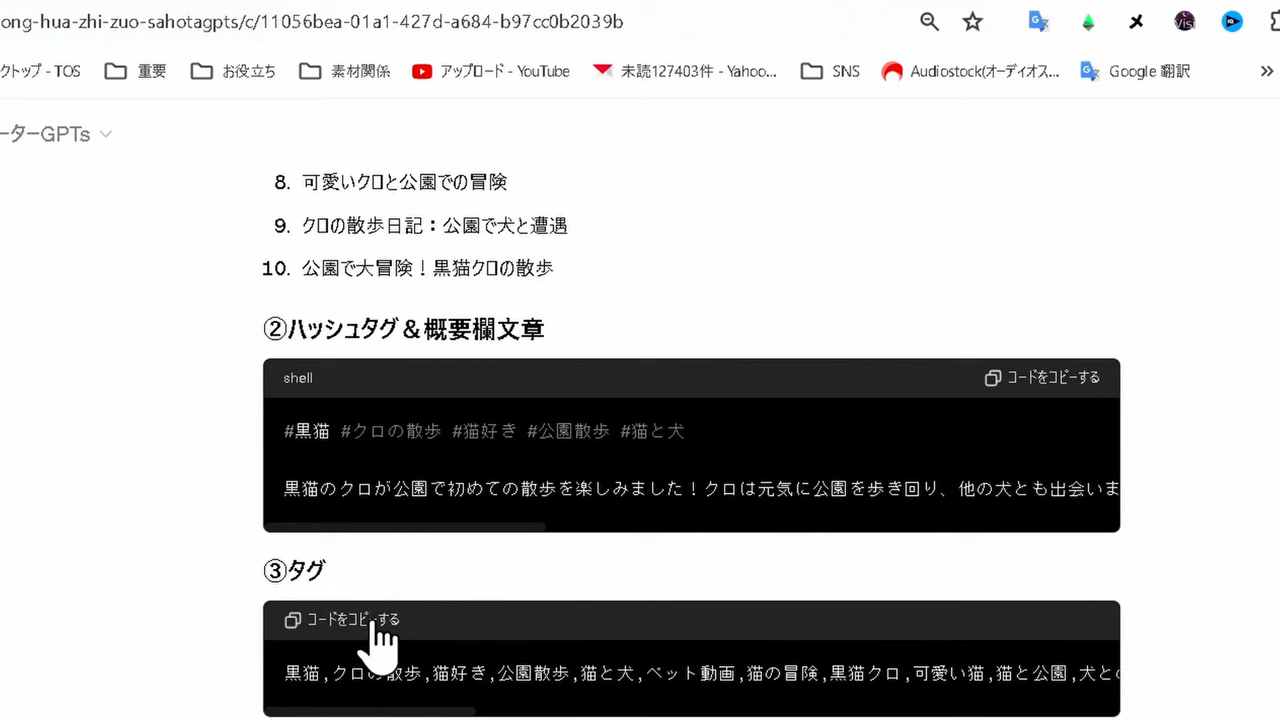 ong-hua-zhi-zuo-sahotagpts/c/11056bea-01a1-427d-a684-b97cc0b2039b
クトップ - TOS 重要 お役立ち 素材関係 アップロード - YouTube 未読127403件 - Yahoo... SNS Audiostock(オーディオス... Google 翻訳 »
ーターGPTs
8. 可愛いクロと公園での冒険
9. クロの散歩日記：公園で犬と遭遇
10. 公園で大冒険！黒猫クロの散歩
②ハッシュタグ＆概要欄文章
shell コードをコピーする
#黒猫 #クロの散歩 #猫好き #公園散歩 #猫と犬
黒猫のクロが公園で初めての散歩を楽しみました！クロは元気に公園を歩き回り、他の犬とも出会いま
③タグ
コードをコピーする
黒猫,クロの散歩,猫好き,公園散歩,猫と犬,ペット動画,猫の冒険,黒猫クロ,可愛い猫,猫と公園,犬と